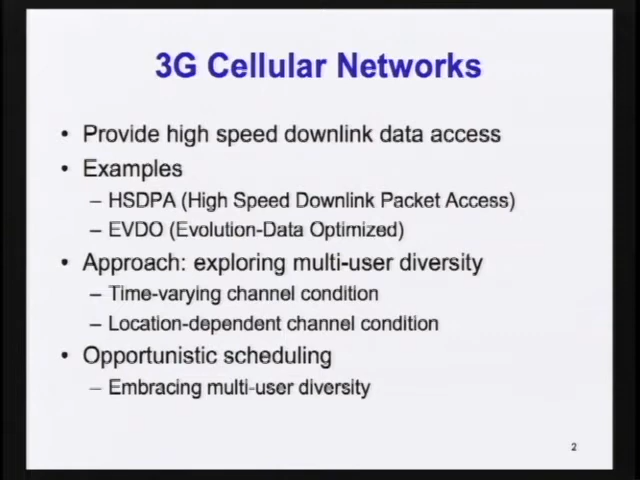 3G Cellular Networks
• Provide high speed downlink data access
• Examples
– HSDPA (High Speed Downlink Packet Access)
– EVDO (Evolution-Data Optimized)
• Approach: exploring multi-user diversity
– Time-varying channel condition
– Location-dependent channel condition
• Opportunistic scheduling
– Embracing multi-user diversity
2